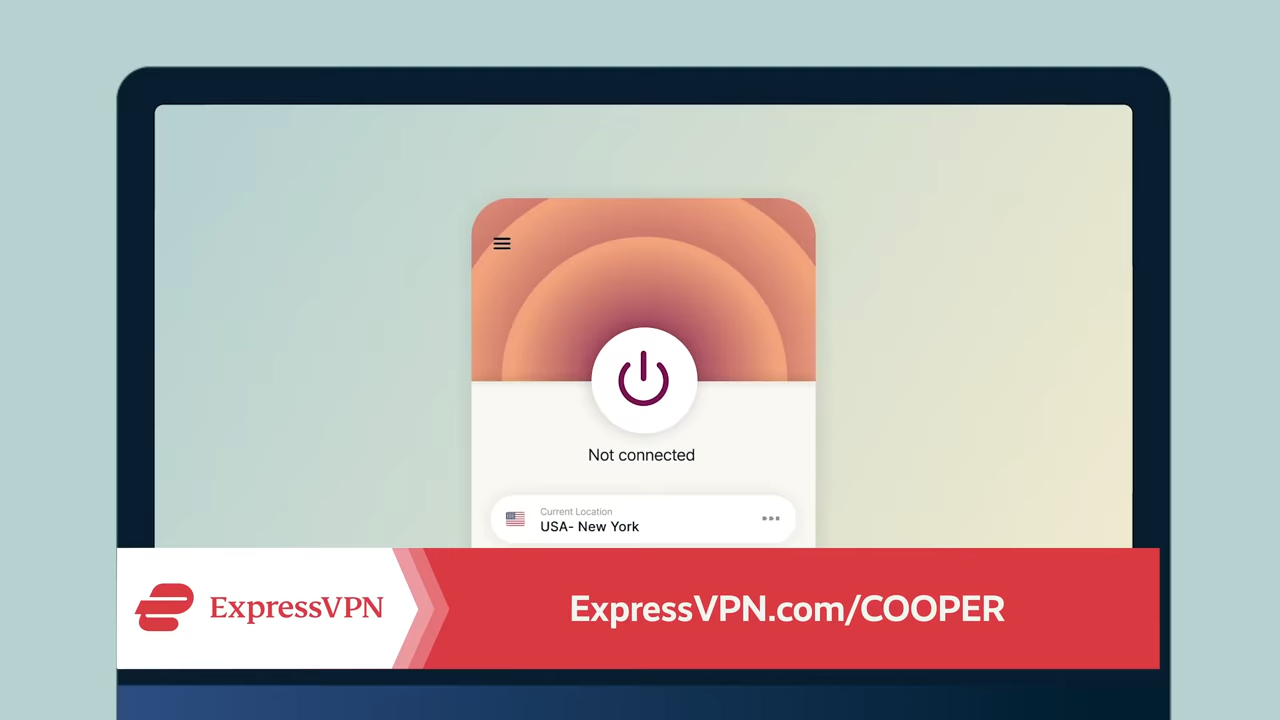 Not connected
Current Location
USA- New York
ExpressVPN
ExpressVPN.com/COOPER